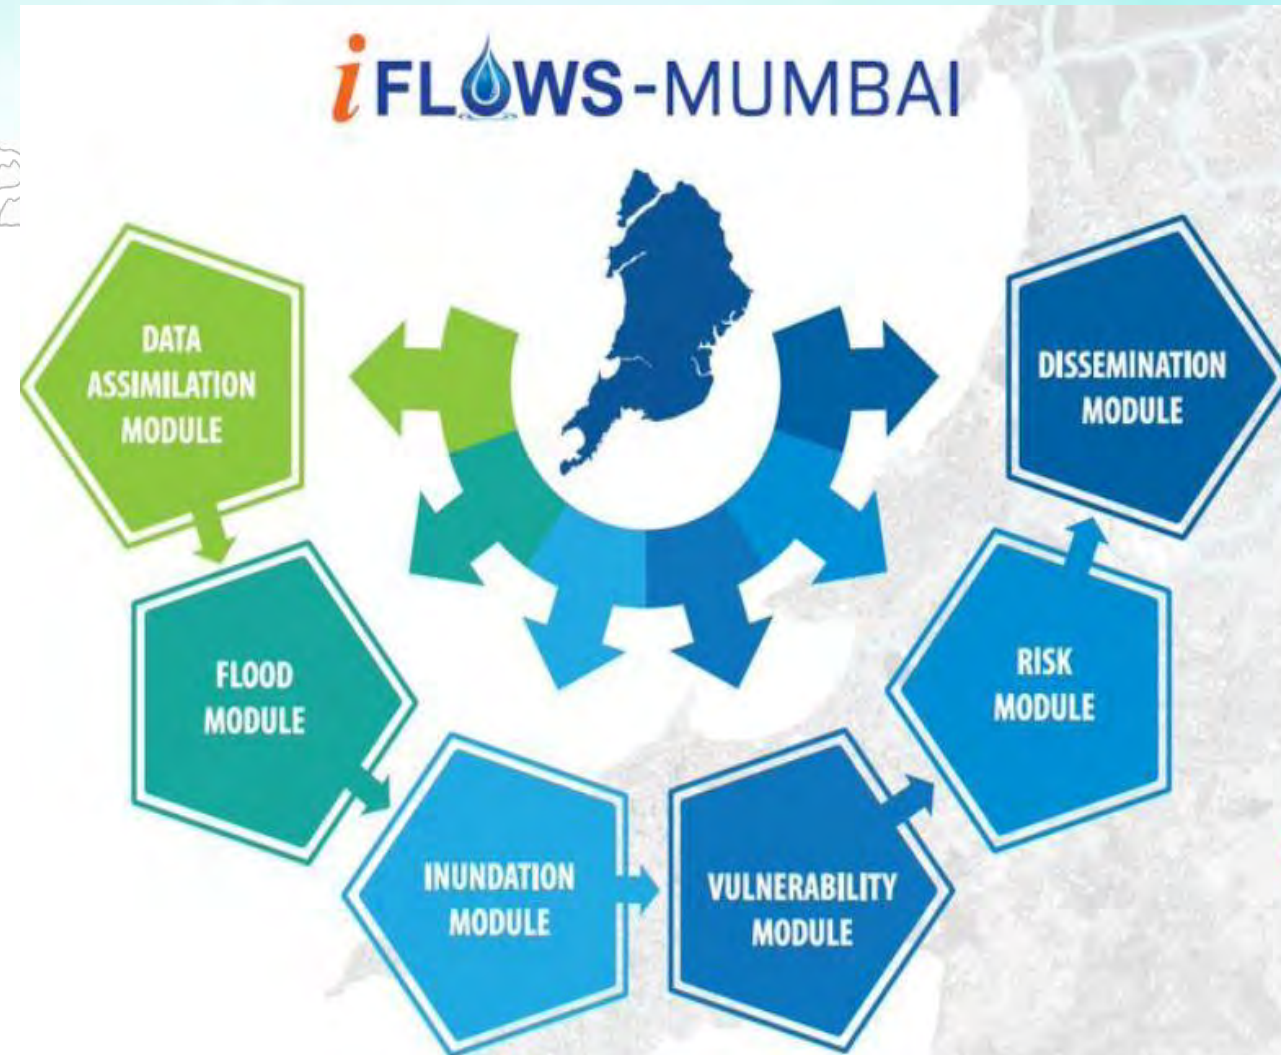 iFLOWS-MUMBAI
DATA
ASSIMILATION
MODULE
FLOOD
MODULE
INUNDATION
MODULE
VULNERABILITY
MODULE
RISK
MODULE
DISSEMINATION
MODULE